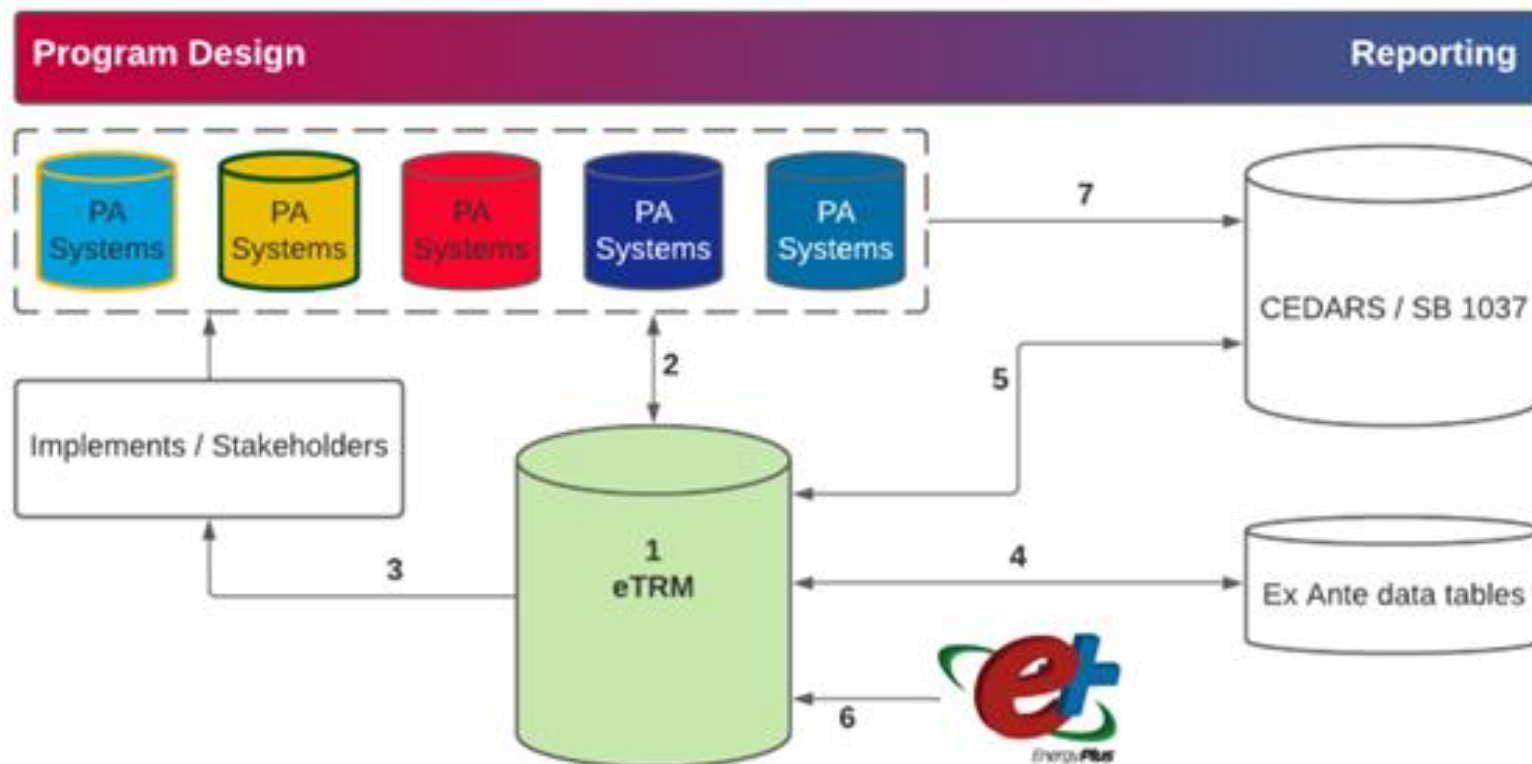 Program Design
Reporting
PA
Systems
PA
Systems
PA
Systems
PA
Systems
PA
Systems
7
CEDARS / SB 1037
2
5
Implements / Stakeholders
3
1
eTRM
4
Ex Ante data tables
6
e+
EnergyPlus